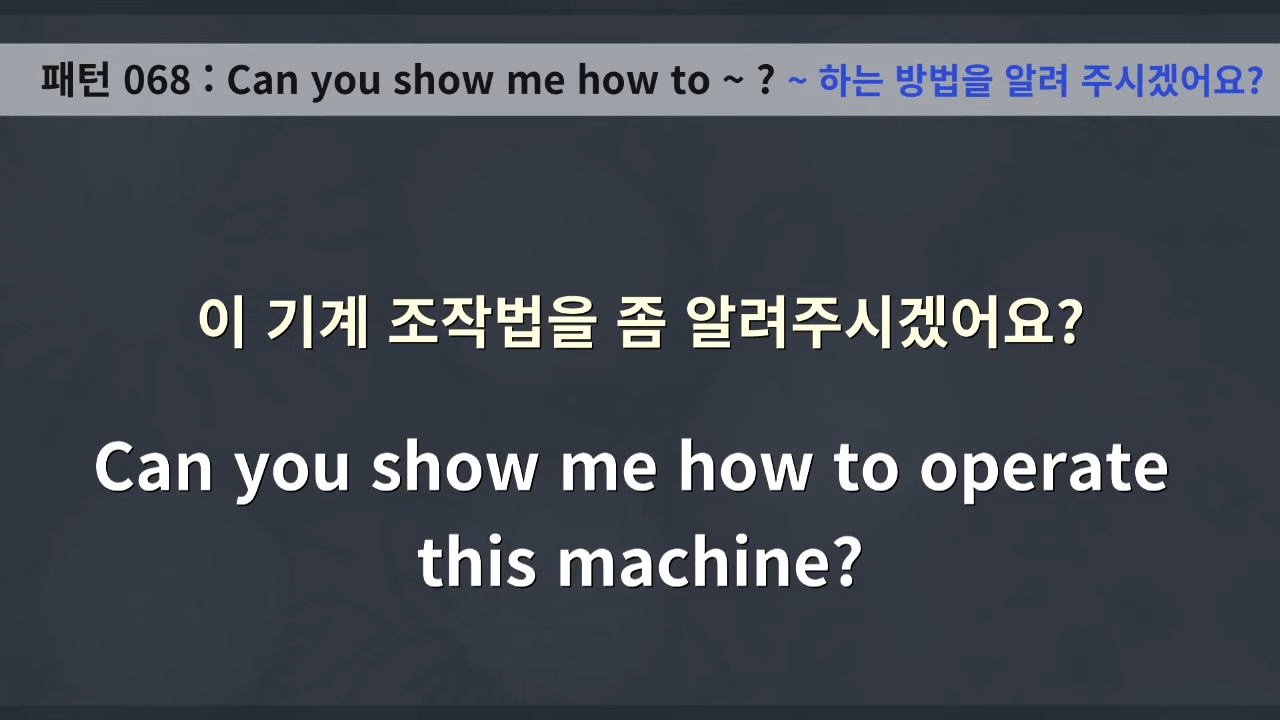 패턴 068 : Can you show me how to ~ ? ~ 하는 방법을 알려 주시겠어요?
이 기계 조작법을 좀 알려주시겠어요?
Can you show me how to operate
this machine?